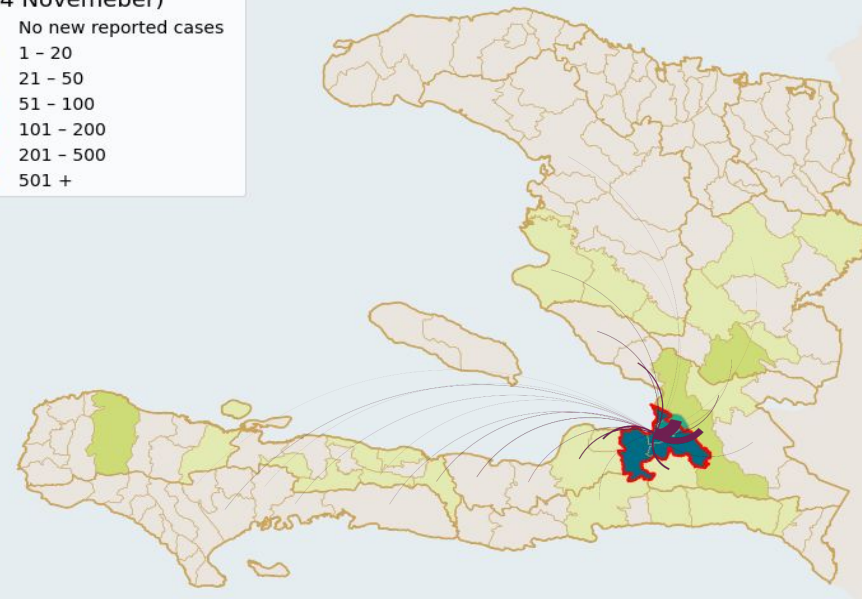 4 Novemeber)
No new reported cases
1 – 20
21 – 50
51 – 100
101 – 200
201 – 500
501 +